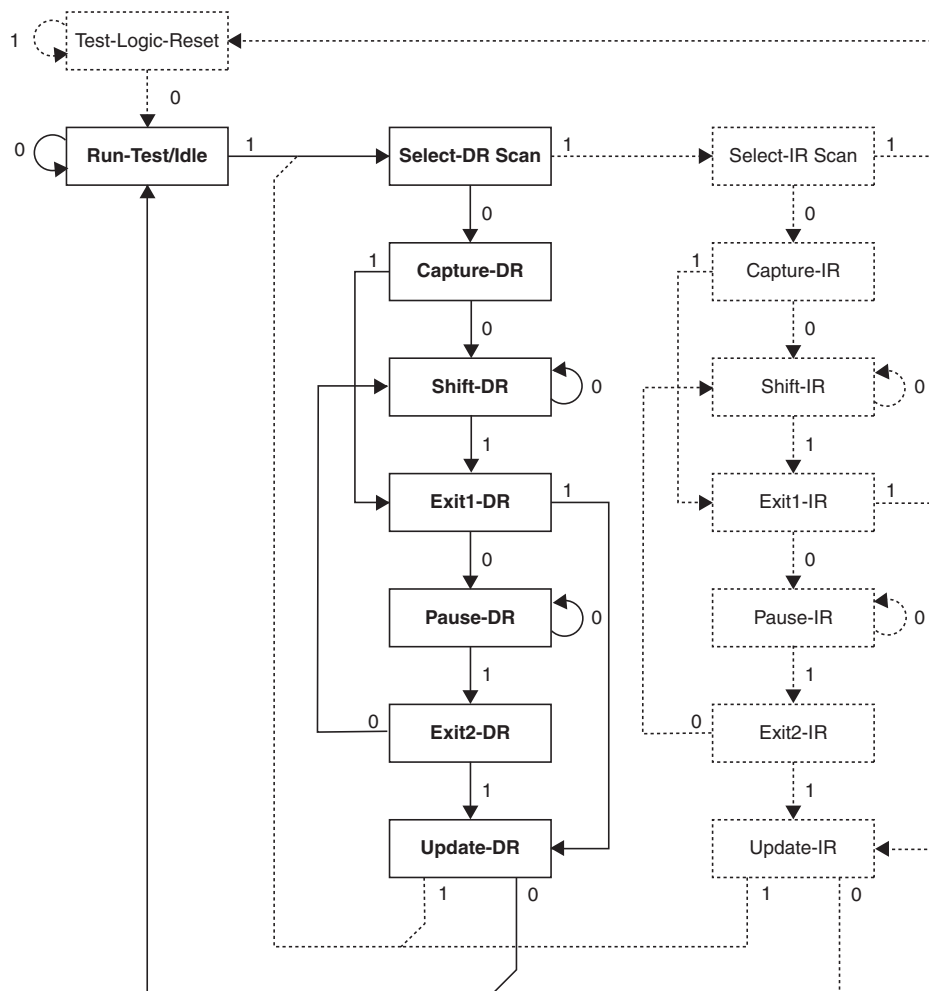 1
Test-Logic-Reset
0
0
Run-Test/Idle
1
Select-DR Scan
1
Select-IR Scan
1
0
0
1
Capture-DR
1
Capture-IR
0
0
Shift-DR
0
Shift-IR
0
1
1
Exit1-DR
1
Exit1-IR
1
0
0
Pause-DR
0
Pause-IR
0
1
1
0
Exit2-DR
0
Exit2-IR
1
1
Update-DR
Update-IR
1
0
1
0